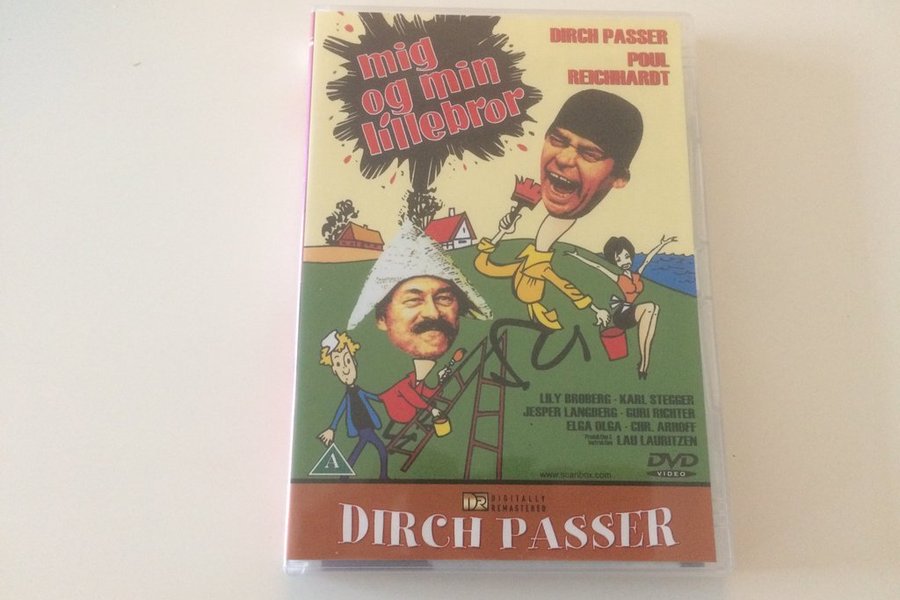 mig
og min
lillebror
DIRCH PASSER
POUL
REICHHARDT
LILY BROBERG · KARL STEGGER
JESPER LANGBERG · GURI RICHTER
ELGA OLGA · CHR. ARHOFF
LAU LAURITZEN
A
DVD
VIDEO
www.scanbox.com
DR DIGITALLY
REMASTERED
DIRCH PASSER